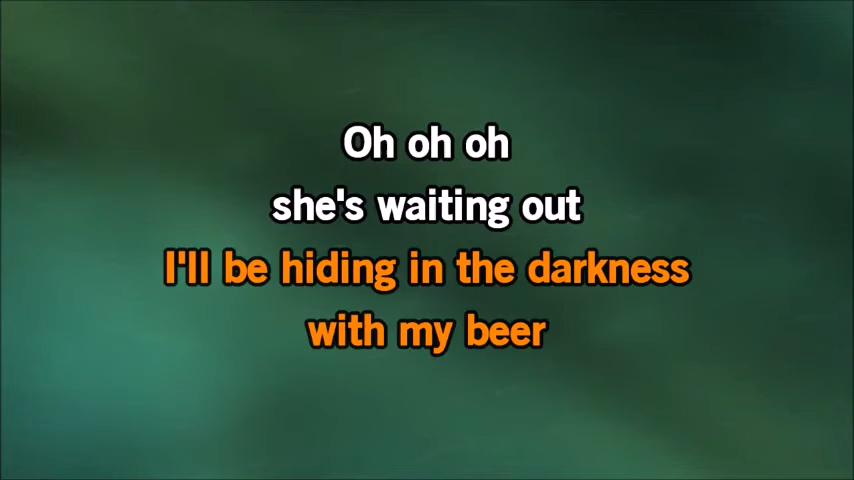 Oh oh oh
she's waiting out
I'll be hiding in the darkness
with my beer